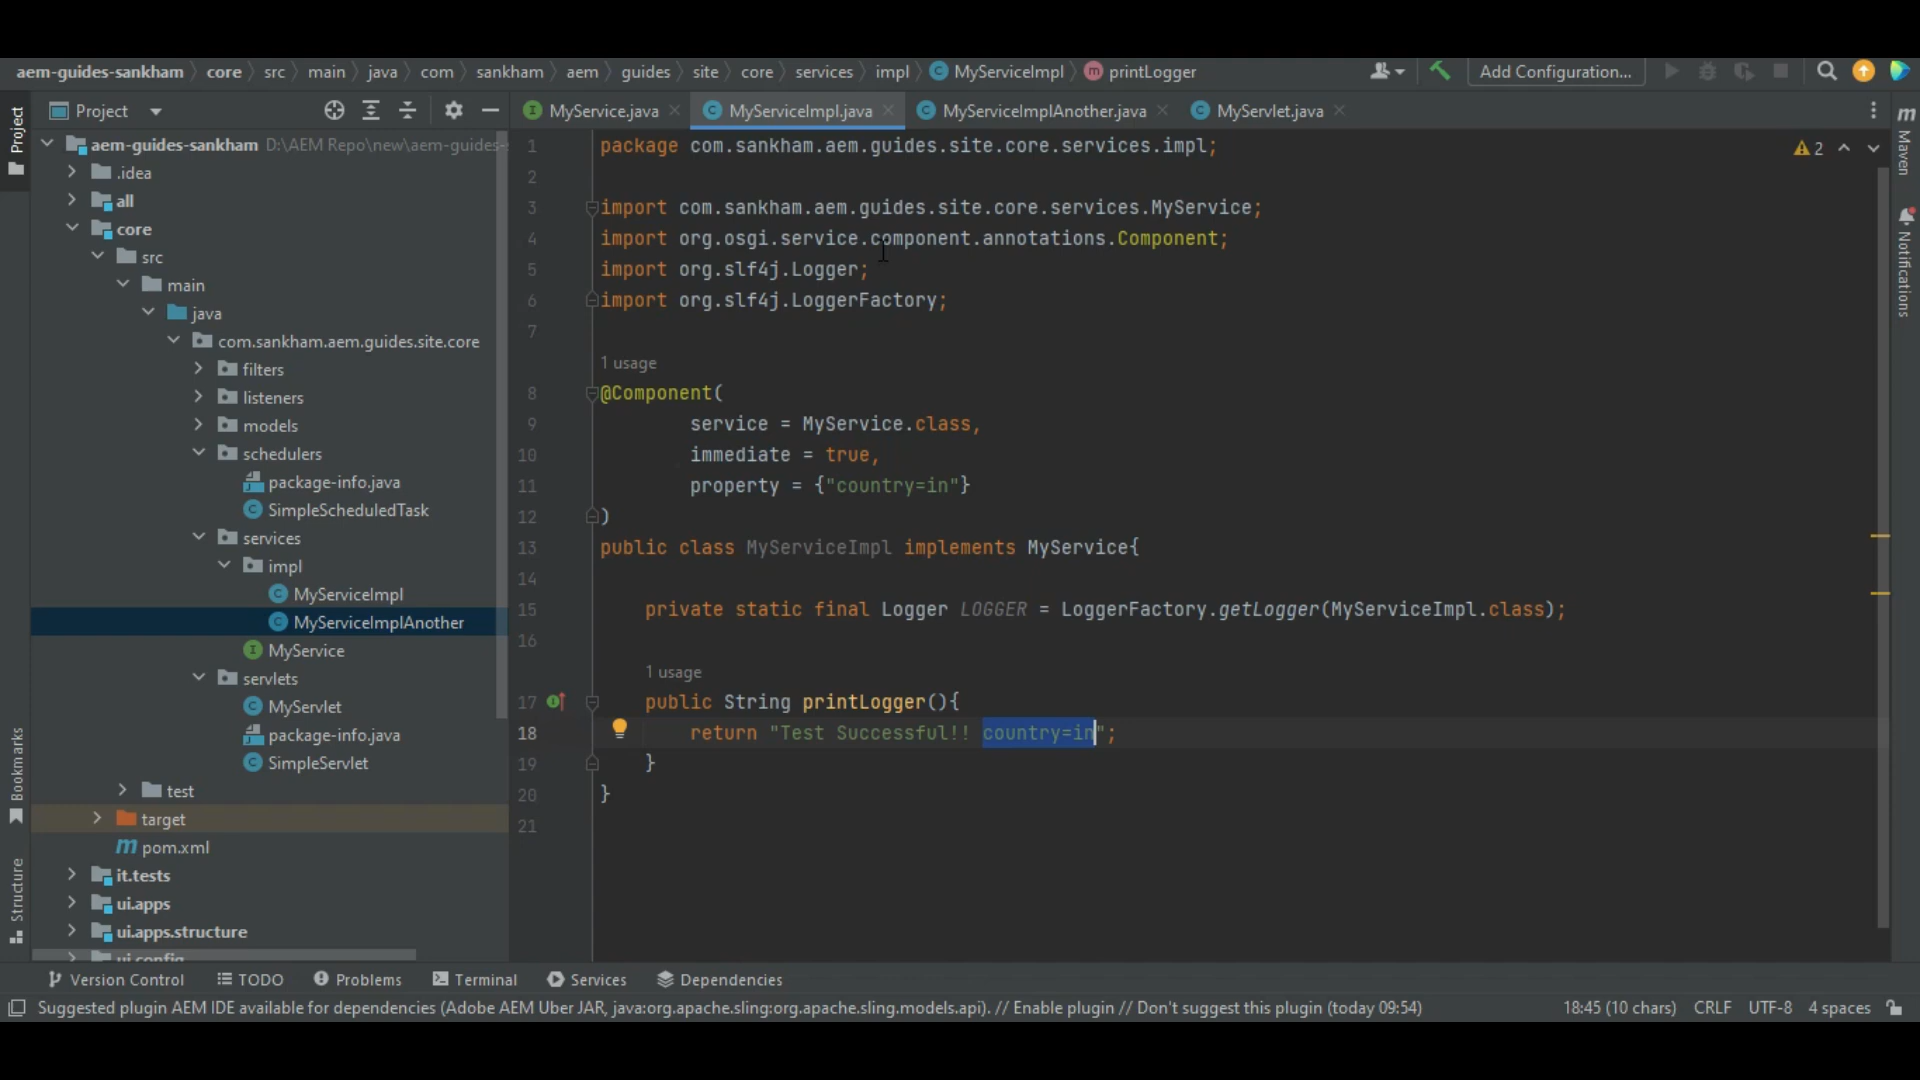 aem-guides-sankham core src main java com sankham aem guides site core services impl MyServiceImpl printLogger Add Configuration...
Project
MyService.java MyServiceImpl.java MyServiceImplAnother.java MyServlet.java
Project
Bookmarks
Structure
aem-guides-sankham D:\AEM Repo\new\aem-guides-
.idea
all
core
src
main
java
com.sankham.aem.guides.site.core
filters
listeners
models
schedulers
package-info.java
SimpleScheduledTask
services
impl
MyServiceImpl
MyServiceImplAnother
MyService
servlets
MyServlet
package-info.java
SimpleServlet
test
target
pom.xml
it.tests
ui.apps
ui.apps.structure
ui.config
1 package com.sankham.aem.guides.site.core.services.impl;
2
3 import com.sankham.aem.guides.site.core.services.MyService;
4 import org.osgi.service.component.annotations.Component;
5 import org.slf4j.Logger;
6 import org.slf4j.LoggerFactory;
7
1 usage
8 @Component(
9 service = MyService.class,
10 immediate = true,
11 property = {"country=in"}
12 )
13 public class MyServiceImpl implements MyService{
14
15 private static final Logger LOGGER = LoggerFactory.getLogger(MyServiceImpl.class);
16
1 usage
17 public String printLogger(){
18 return "Test Successful!! country=in";
19 }
20 }
21
2
Maven
Notifications
Version Control TODO Problems Terminal Services Dependencies
Suggested plugin AEM IDE available for dependencies (Adobe AEM Uber JAR, java:org.apache.sling:org.apache.sling.models.api). // Enable plugin // Don't suggest this plugin (today 09:54) 18:45 (10 chars) CRLF UTF-8 4 spaces